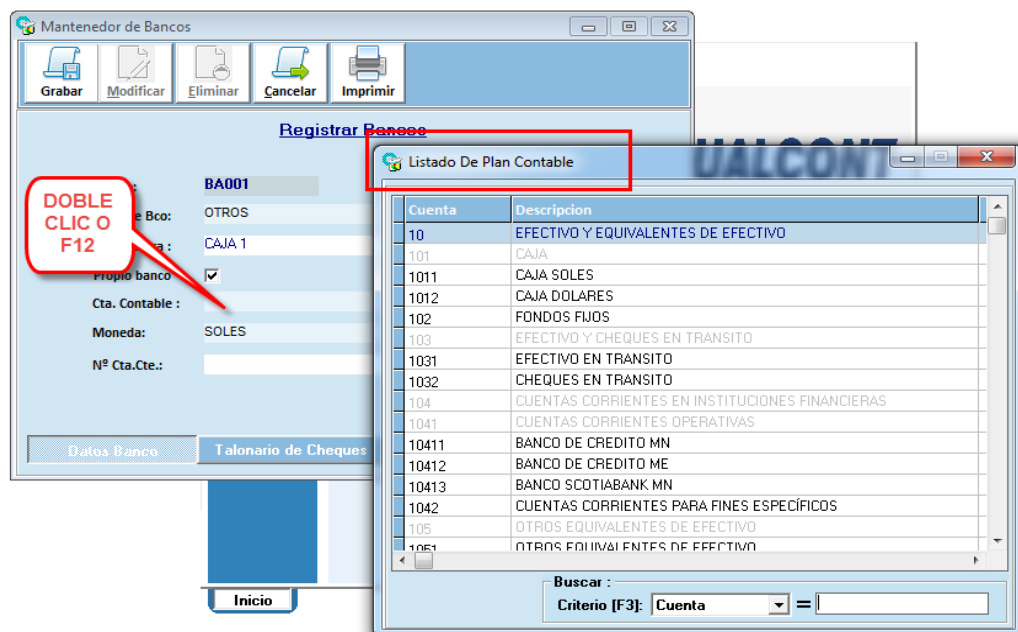 Mantenedor de Bancos
Grabar Modificar Eliminar Cancelar Imprimir
Registrar Bancos
UALCONT
Listado De Plan Contable
BA001
DOBLE
CLIC O
F12
e Bco: OTROS
CAJA 1
Propio banco
Cta. Contable :
Moneda: SOLES
Nº Cta.Cte.:
Datos Banco Talonario de Cheques
Cuenta Descripcion
10 EFECTIVO Y EQUIVALENTES DE EFECTIVO
101 CAJA
1011 CAJA SOLES
1012 CAJA DOLARES
102 FONDOS FIJOS
103 EFECTIVO Y CHEQUES EN TRANSITO
1031 EFECTIVO EN TRANSITO
1032 CHEQUES EN TRANSITO
104 CUENTAS CORRIENTES EN INSTITUCIONES FINANCIERAS
1041 CUENTAS CORRIENTES OPERATIVAS
10411 BANCO DE CREDITO MN
10412 BANCO DE CREDITO ME
10413 BANCO SCOTIABANK MN
1042 CUENTAS CORRIENTES PARA FINES ESPECÍFICOS
105 OTROS EQUIVALENTES DE EFECTIVO
1051 OTROS EQUIVALENTES DE EFECTIVO
Buscar :
Criterio [F3]: Cuenta =
Inicio